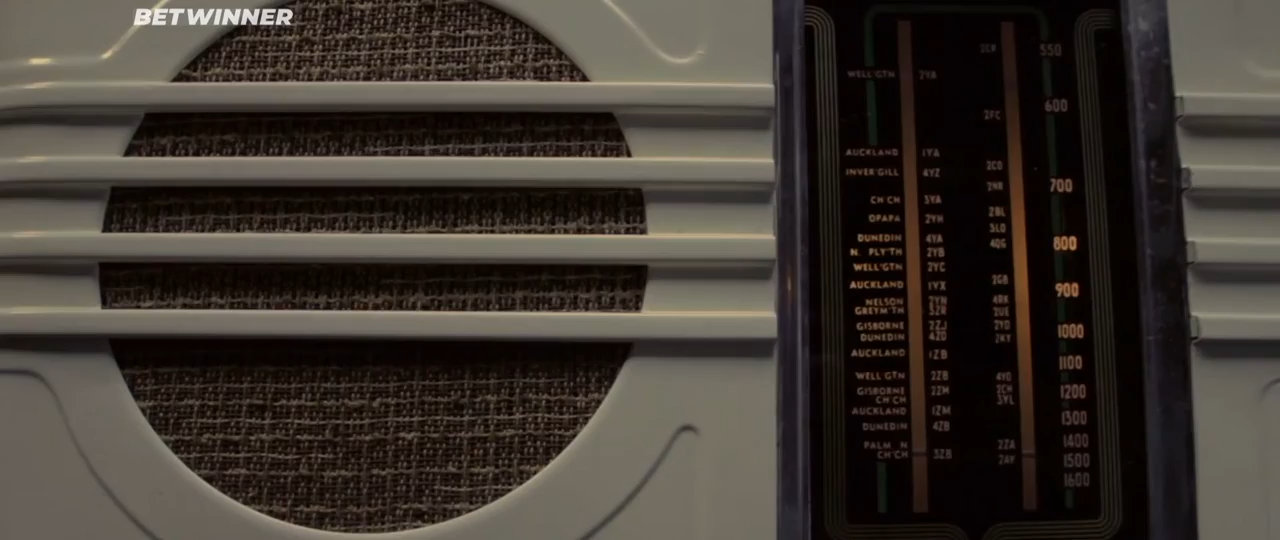 BETWINNER
550
WELL'GTN 2YA
600
2FC
AUCKLAND 1YA
2CO
INVER'GILL 4YZ
2NR 700
CH CH 3YA
2BL
OPAPA 2YH
3LO
DUNEDIN 4YA 4QG 800
N. PLY'TH 2YB
WELL'GTN 2YC
2GB
AUCKLAND 1YX 900
NELSON 2YN 4BK
GREYM'TH 3ZR 2UE
GISBORNE 2ZJ 2YD 1000
DUNEDIN 4ZD 2KY
AUCKLAND 1ZB 1100
WELL'GTN 2ZB 4YO
GISBORNE 2ZM 2CH 1200
CH'CH 3YL
AUCKLAND 1ZM 1300
DUNEDIN 4ZB
PALM. N 2ZA 1400
CH'CH 3ZB 2AY 1500
1600